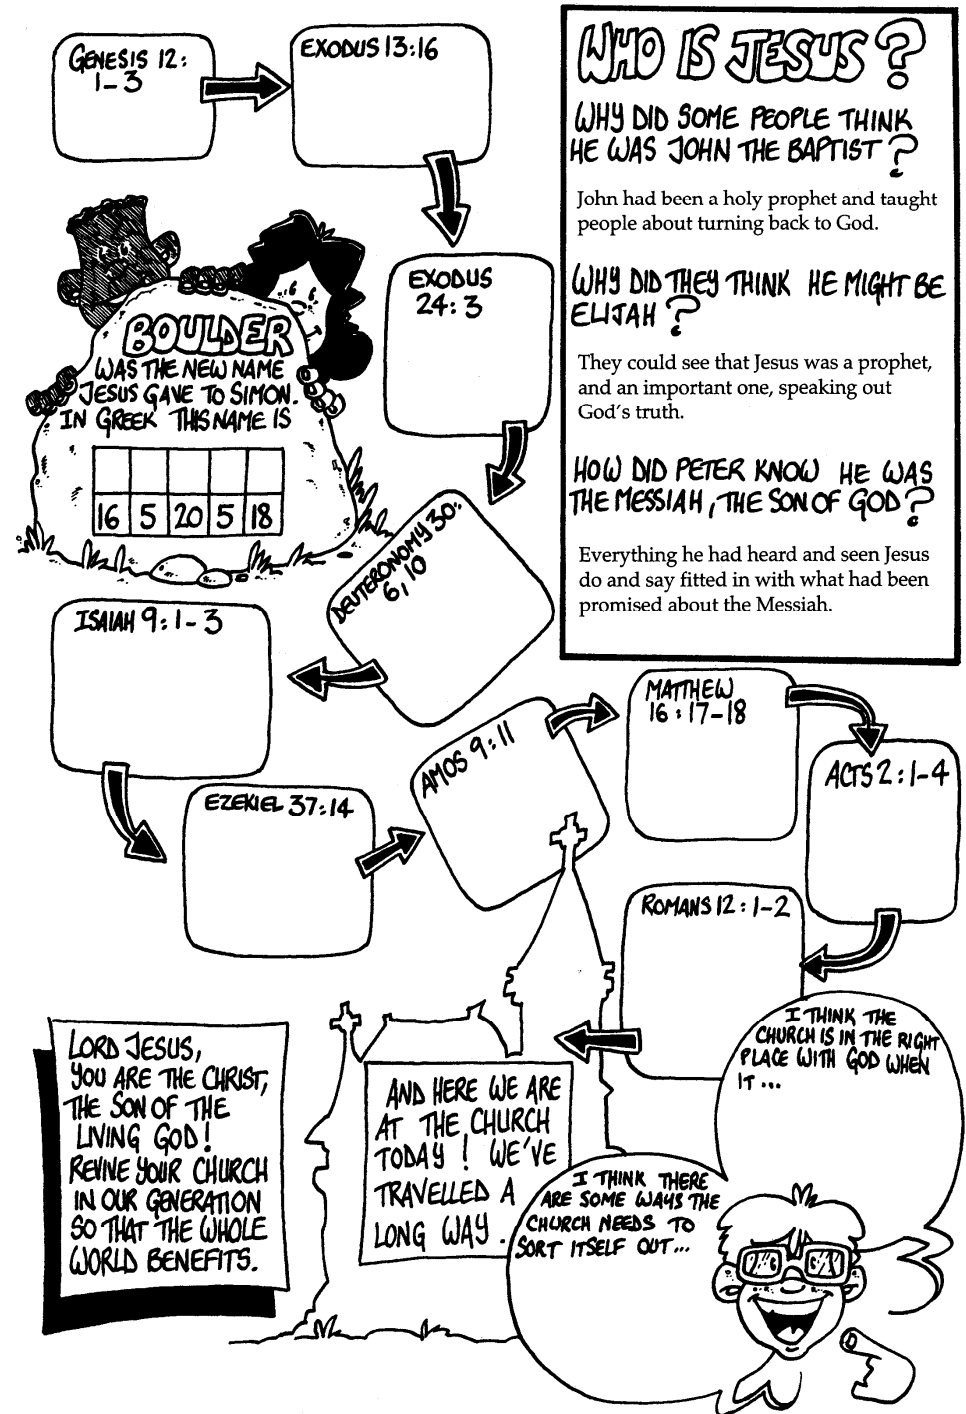 GENESIS 12:
1-3
EXODUS 13:16
EXODUS
24:3
BOULDER
WAS THE NEW NAME
JESUS GAVE TO SIMON.
IN GREEK THIS NAME IS
16 5 20 5 18
DEUTERONOMY 30:
6, 10
ISAIAH 9:1-3
EZEKIEL 37:14
AMOS 9:11
MATTHEW
16:17-18
ACTS 2:1-4
ROMANS 12:1-2
WHO IS JESUS?
WHY DID SOME PEOPLE THINK
HE WAS JOHN THE BAPTIST?
John had been a holy prophet and taught
people about turning back to God.
WHY DID THEY THINK HE MIGHT BE
ELIJAH?
They could see that Jesus was a prophet,
and an important one, speaking out
God's truth.
HOW DID PETER KNOW HE WAS
THE MESSIAH, THE SON OF GOD?
Everything he had heard and seen Jesus
do and say fitted in with what had been
promised about the Messiah.
LORD JESUS,
YOU ARE THE CHRIST,
THE SON OF THE
LIVING GOD!
REVIVE YOUR CHURCH
IN OUR GENERATION
SO THAT THE WHOLE
WORLD BENEFITS.
AND HERE WE ARE
AT THE CHURCH
TODAY! WE'VE
TRAVELLED A
LONG WAY.
I THINK THE
CHURCH IS IN THE RIGHT
PLACE WITH GOD WHEN
IT...
I THINK THERE
ARE SOME WAYS THE
CHURCH NEEDS TO
SORT ITSELF OUT...